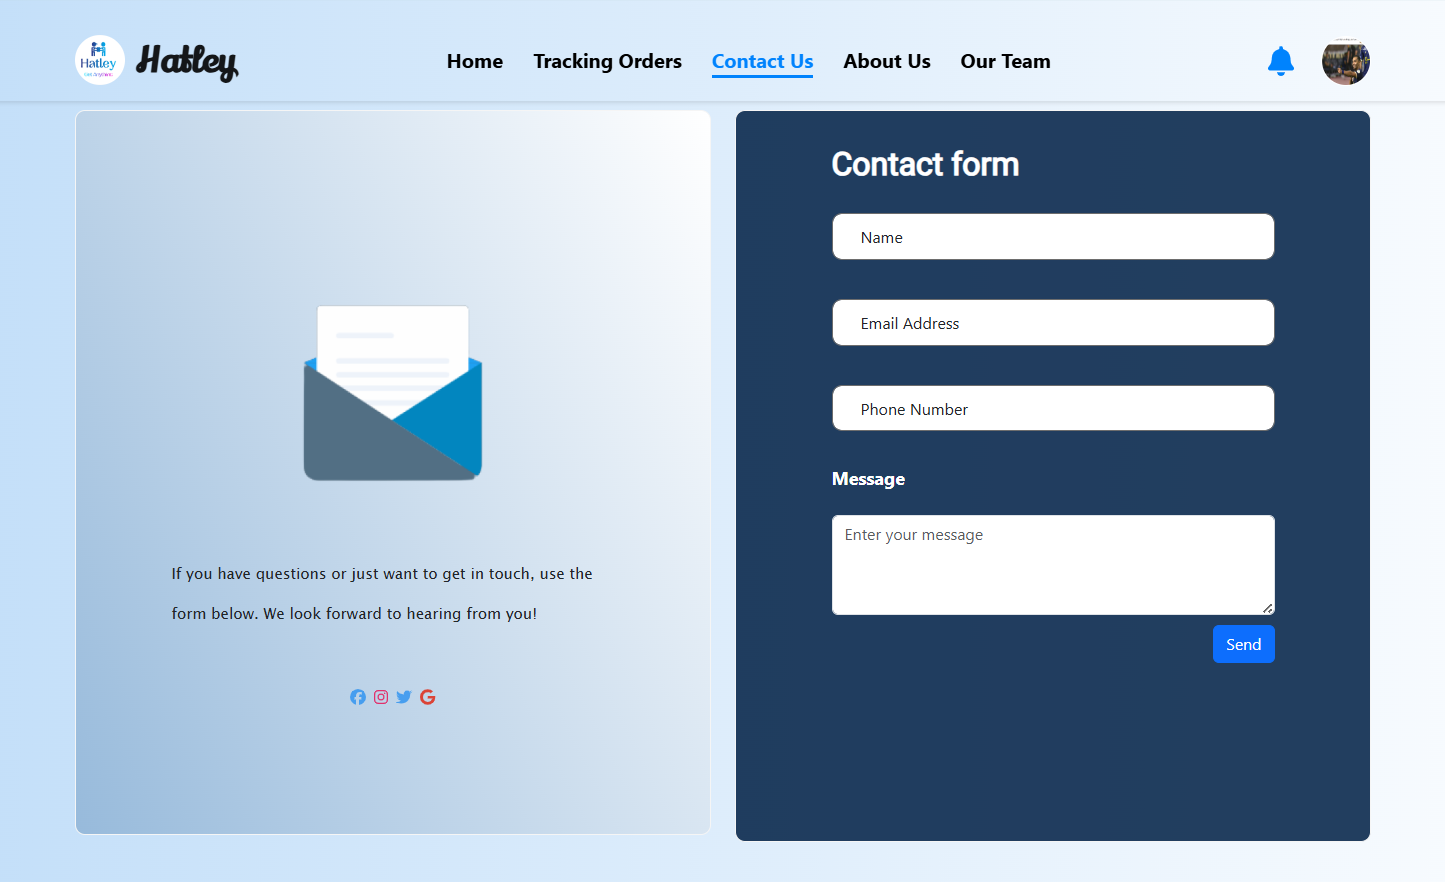 Hatley
Hatley
Home
Tracking Orders
Contact Us
About Us
Our Team
If you have questions or just want to get in touch, use the
form below. We look forward to hearing from you!
Contact form
Name
Email Address
Phone Number
Message
Enter your message
Send